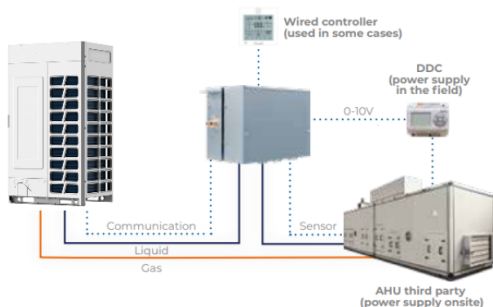 Wired controller
(used in some cases)
DDC
(power supply
in the field)
0-10V
Communication
Sensor
Liquid
Gas
AHU third party
(power supply onsite)